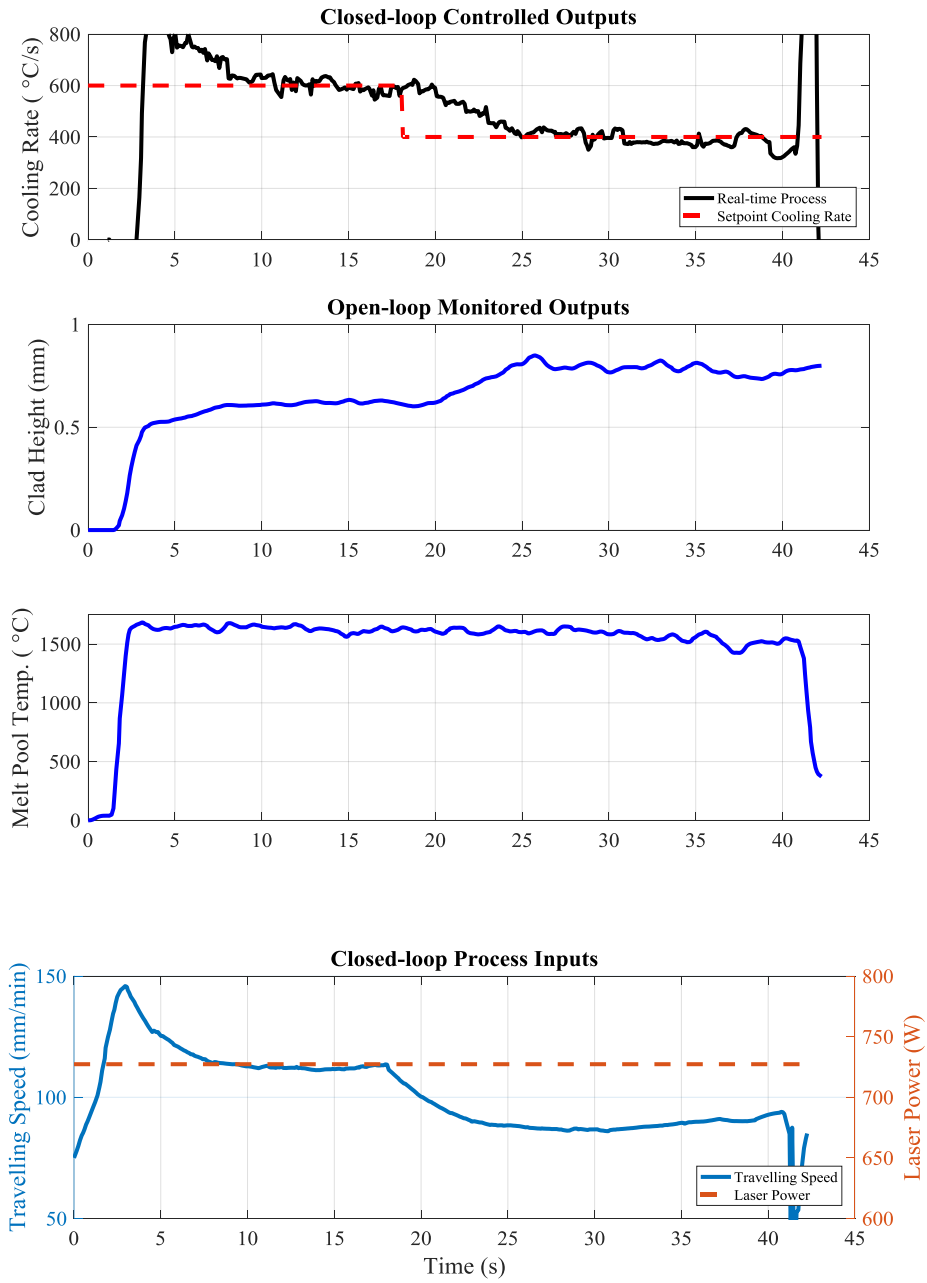 Closed-loop Controlled Outputs
Cooling Rate ( °C/s)
800
600
400
200
0
0 5 10 15 20 25 30 35 40 45
Real-time Process
Setpoint Cooling Rate
Open-loop Monitored Outputs
Clad Height (mm)
1
0.5
0
0 5 10 15 20 25 30 35 40 45
Melt Pool Temp. ( °C)
1500
1000
500
0
0 5 10 15 20 25 30 35 40 45
Closed-loop Process Inputs
Travelling Speed (mm/min)
150
100
50
800
750
700
650
600
Laser Power (W)
Travelling Speed
Laser Power
0 5 10 15 20 25 30 35 40 45
Time (s)